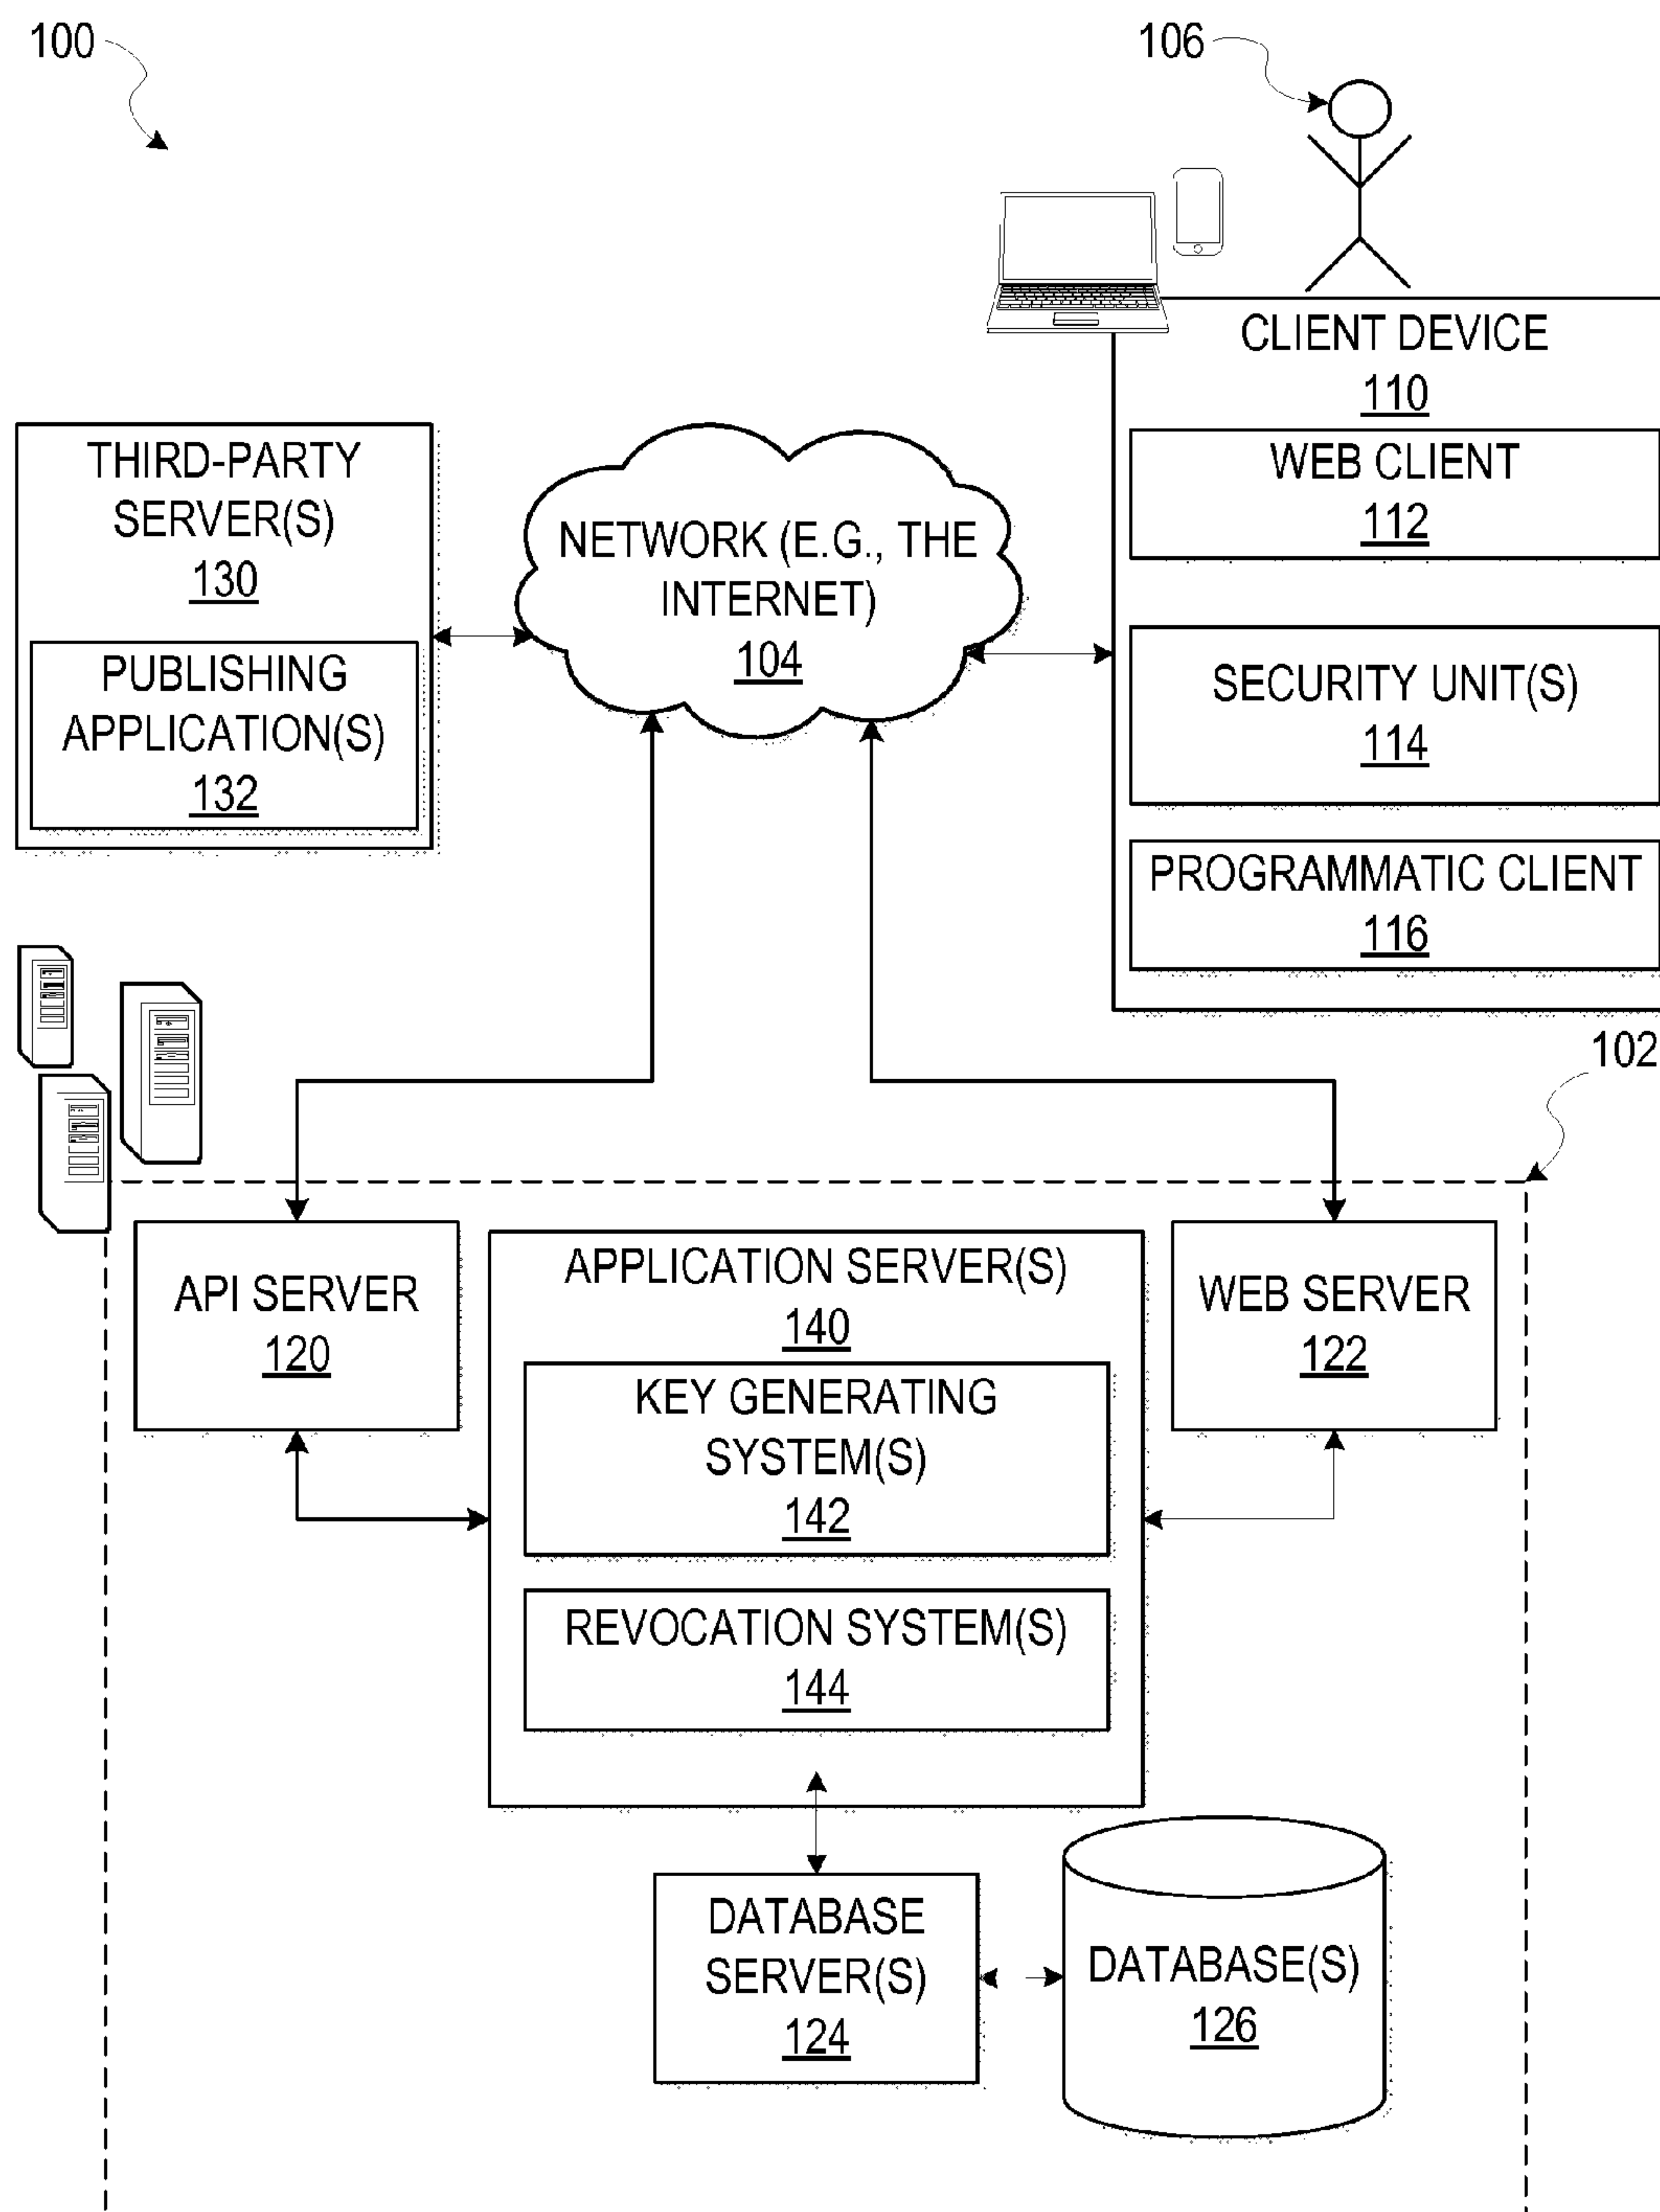 100
106
CLIENT DEVICE
110
WEB CLIENT
112
SECURITY UNIT(S)
114
PROGRAMMATIC CLIENT
116
THIRD-PARTY
SERVER(S)
130
PUBLISHING
APPLICATION(S)
132
NETWORK (E.G., THE
INTERNET)
104
102
API SERVER
120
APPLICATION SERVER(S)
140
KEY GENERATING
SYSTEM(S)
142
REVOCATION SYSTEM(S)
144
WEB SERVER
122
DATABASE
SERVER(S)
124
DATABASE(S)
126